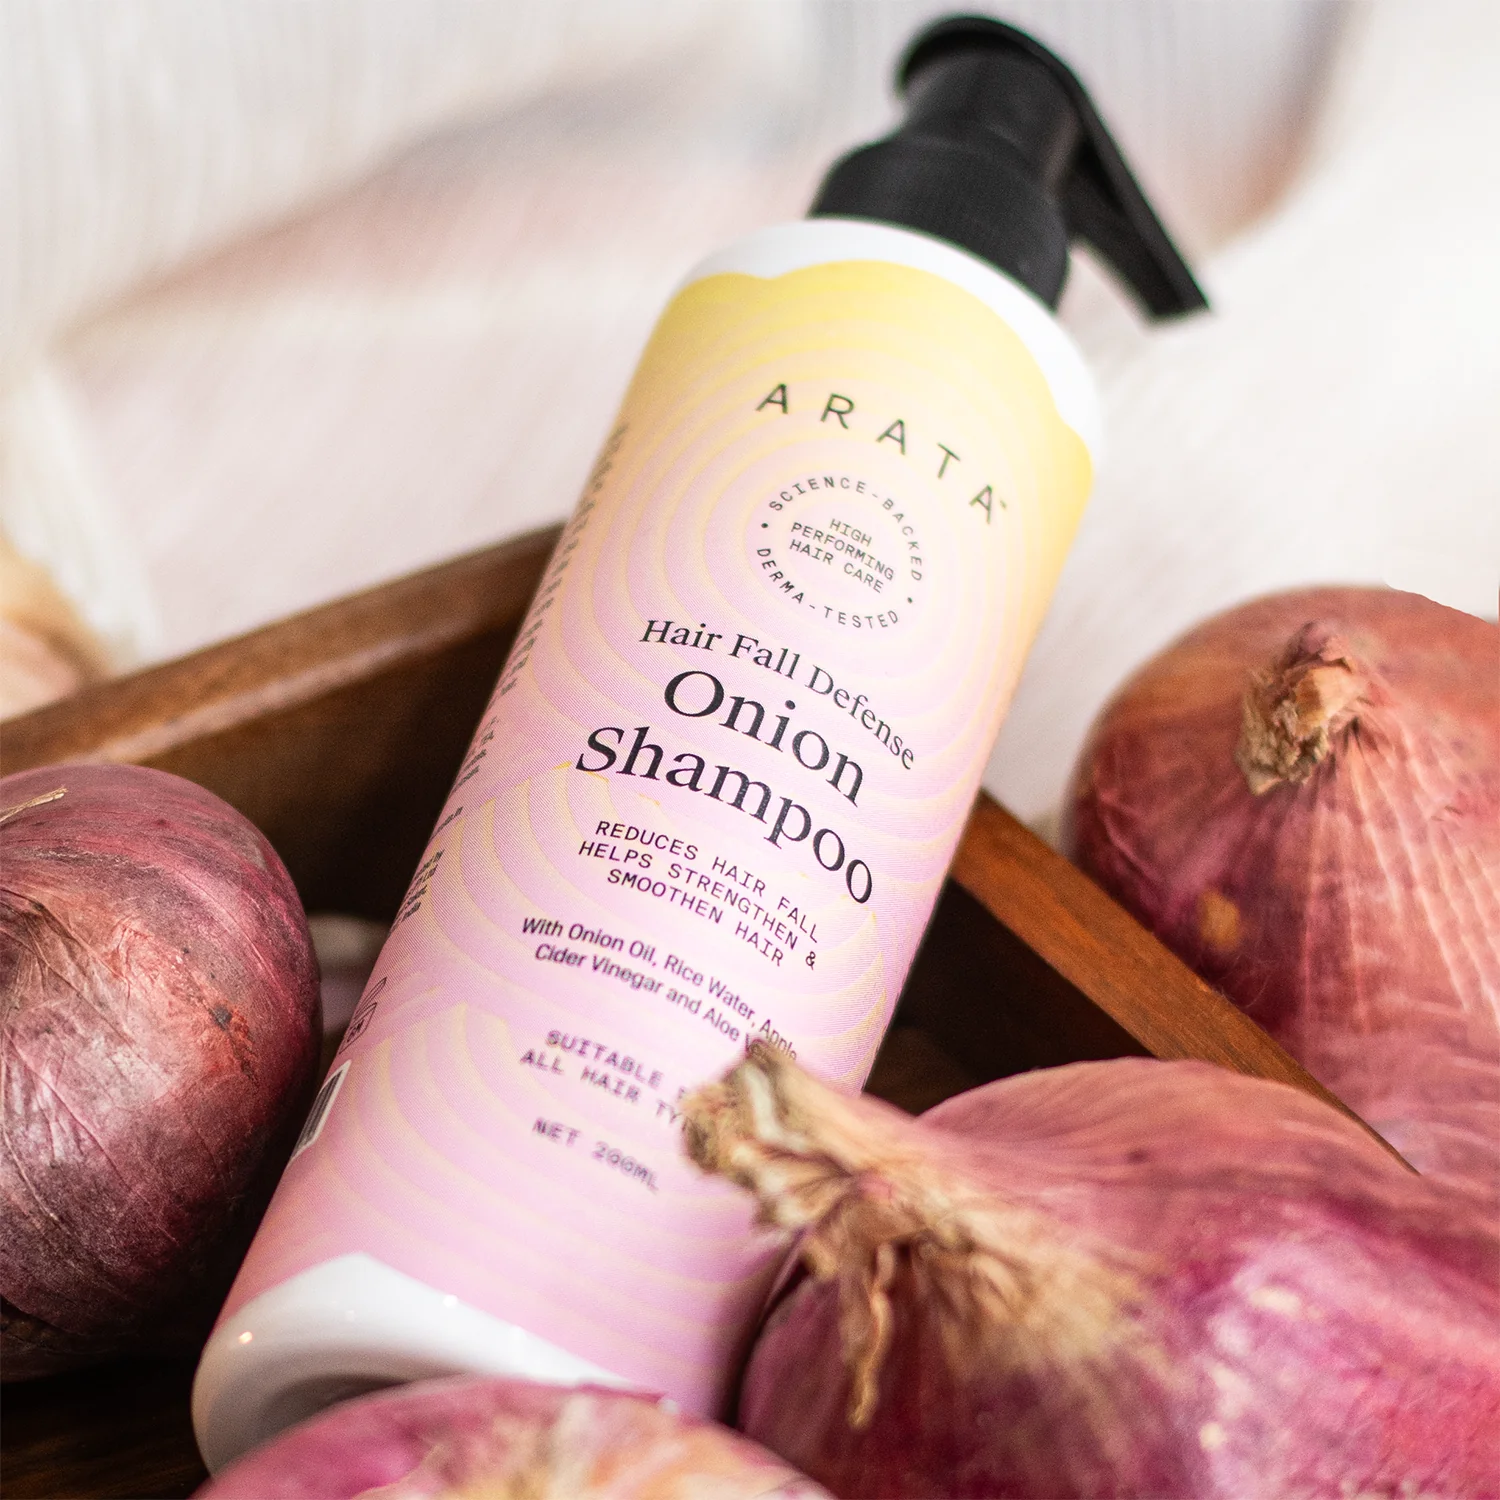 ARATA
SCIENCE-BACKED
HIGH
PERFORMING
HAIR CARE
DERMA-TESTED
Hair Fall Defense
Onion
Shampoo
REDUCES HAIR FALL
HELPS STRENGTHEN &
SMOOTHEN HAIR
With Onion Oil, Rice Water, Apple
Cider Vinegar and Aloe
SUITABLE
ALL HAIR
NET 200ML